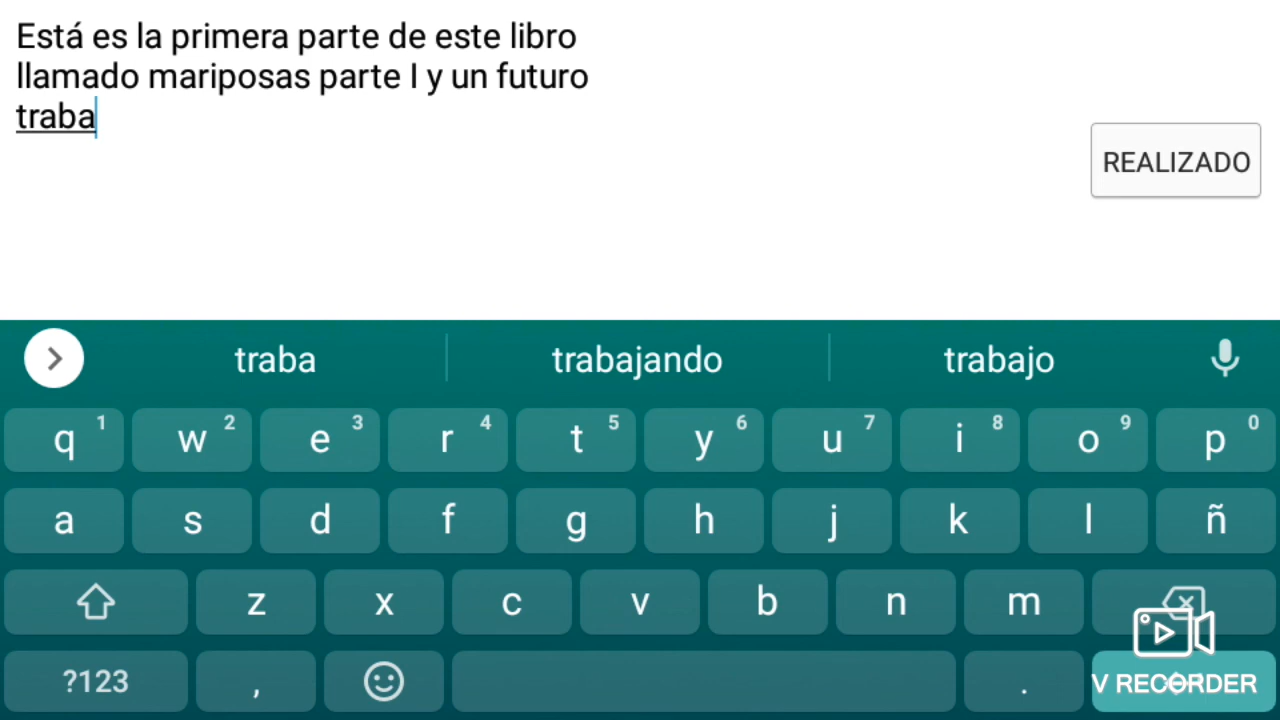 Está es la primera parte de este libro
llamado mariposas parte I y un futuro
traba
REALIZADO
traba trabajando trabajo
q 1 w 2 e 3 r 4 t 5 y 6 u 7 i 8 o 9 p 0
a s d f g h j k l ñ
z x c v b n m
?123 , .
V RECORDER